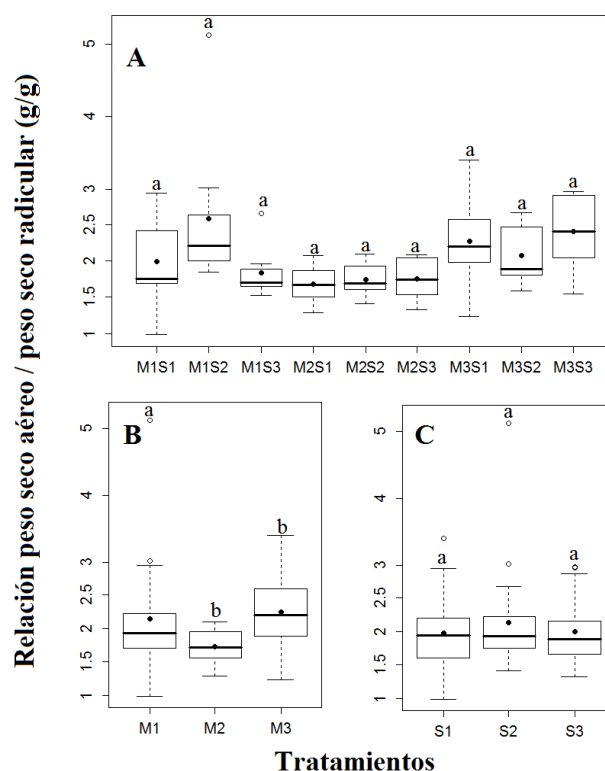 Relación peso seco aéreo / peso seco radicular (g/g)
A
5
4
3
2.5
2
1.5
1
a a a a a a a a a
M1S1 M1S2 M1S3 M2S1 M2S2 M2S3 M3S1 M3S2 M3S3
B
5
4
3
2.5
2
1.5
1
a b b
M1 M2 M3
C
5
4
3
2.5
2
1.5
1
a a a
S1 S2 S3
Tratamientos